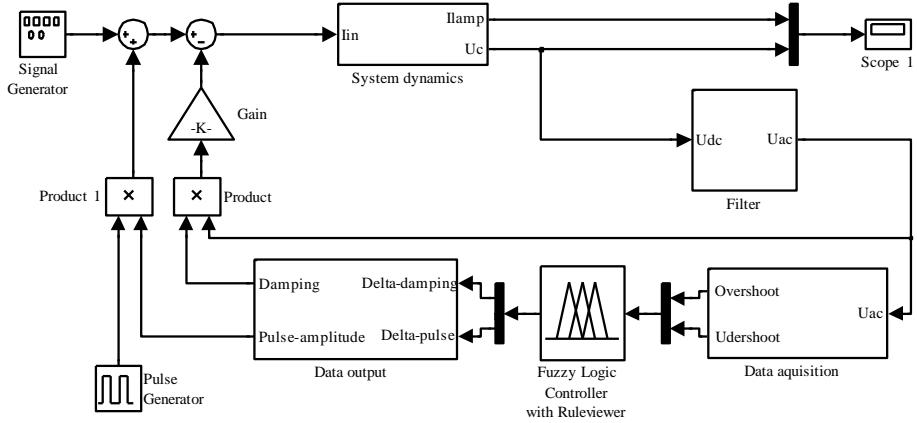 Signal
Generator
Iin
Ilamp
Uc
System dynamics
Scope 1
Gain
-K-
Udc
Uac
Filter
Product 1
×
×
Product
Damping
Pulse-amplitude
Delta-damping
Delta-pulse
Data output
Fuzzy Logic
Controller
with Ruleviewer
Overshoot
Udershoot
Uac
Data aquisition
Pulse
Generator